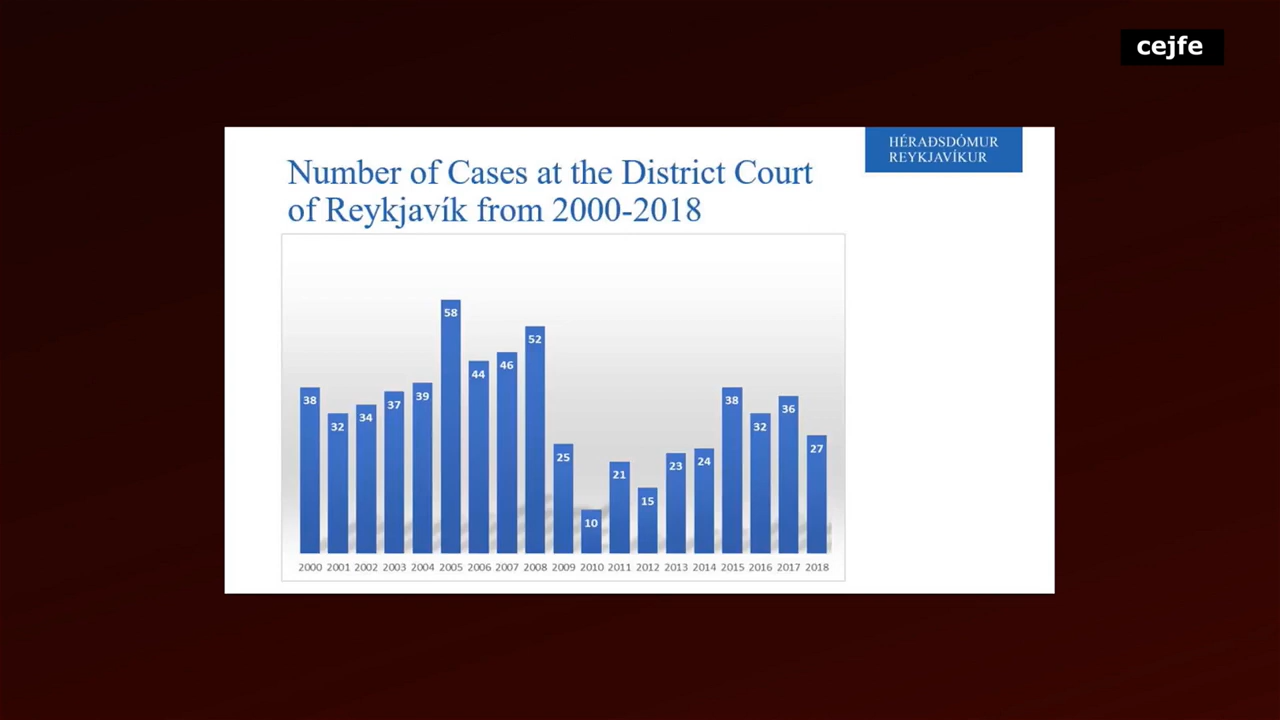 cejfe
HÉRAÐSDÓMUR
REYKJAVÍKUR
Number of Cases at the District Court
of Reykjavík from 2000-2018
38 32 34 37 39 58 44 46 52 25 10 21 15 23 24 38 32 36 27
2000 2001 2002 2003 2004 2005 2006 2007 2008 2009 2010 2011 2012 2013 2014 2015 2016 2017 2018